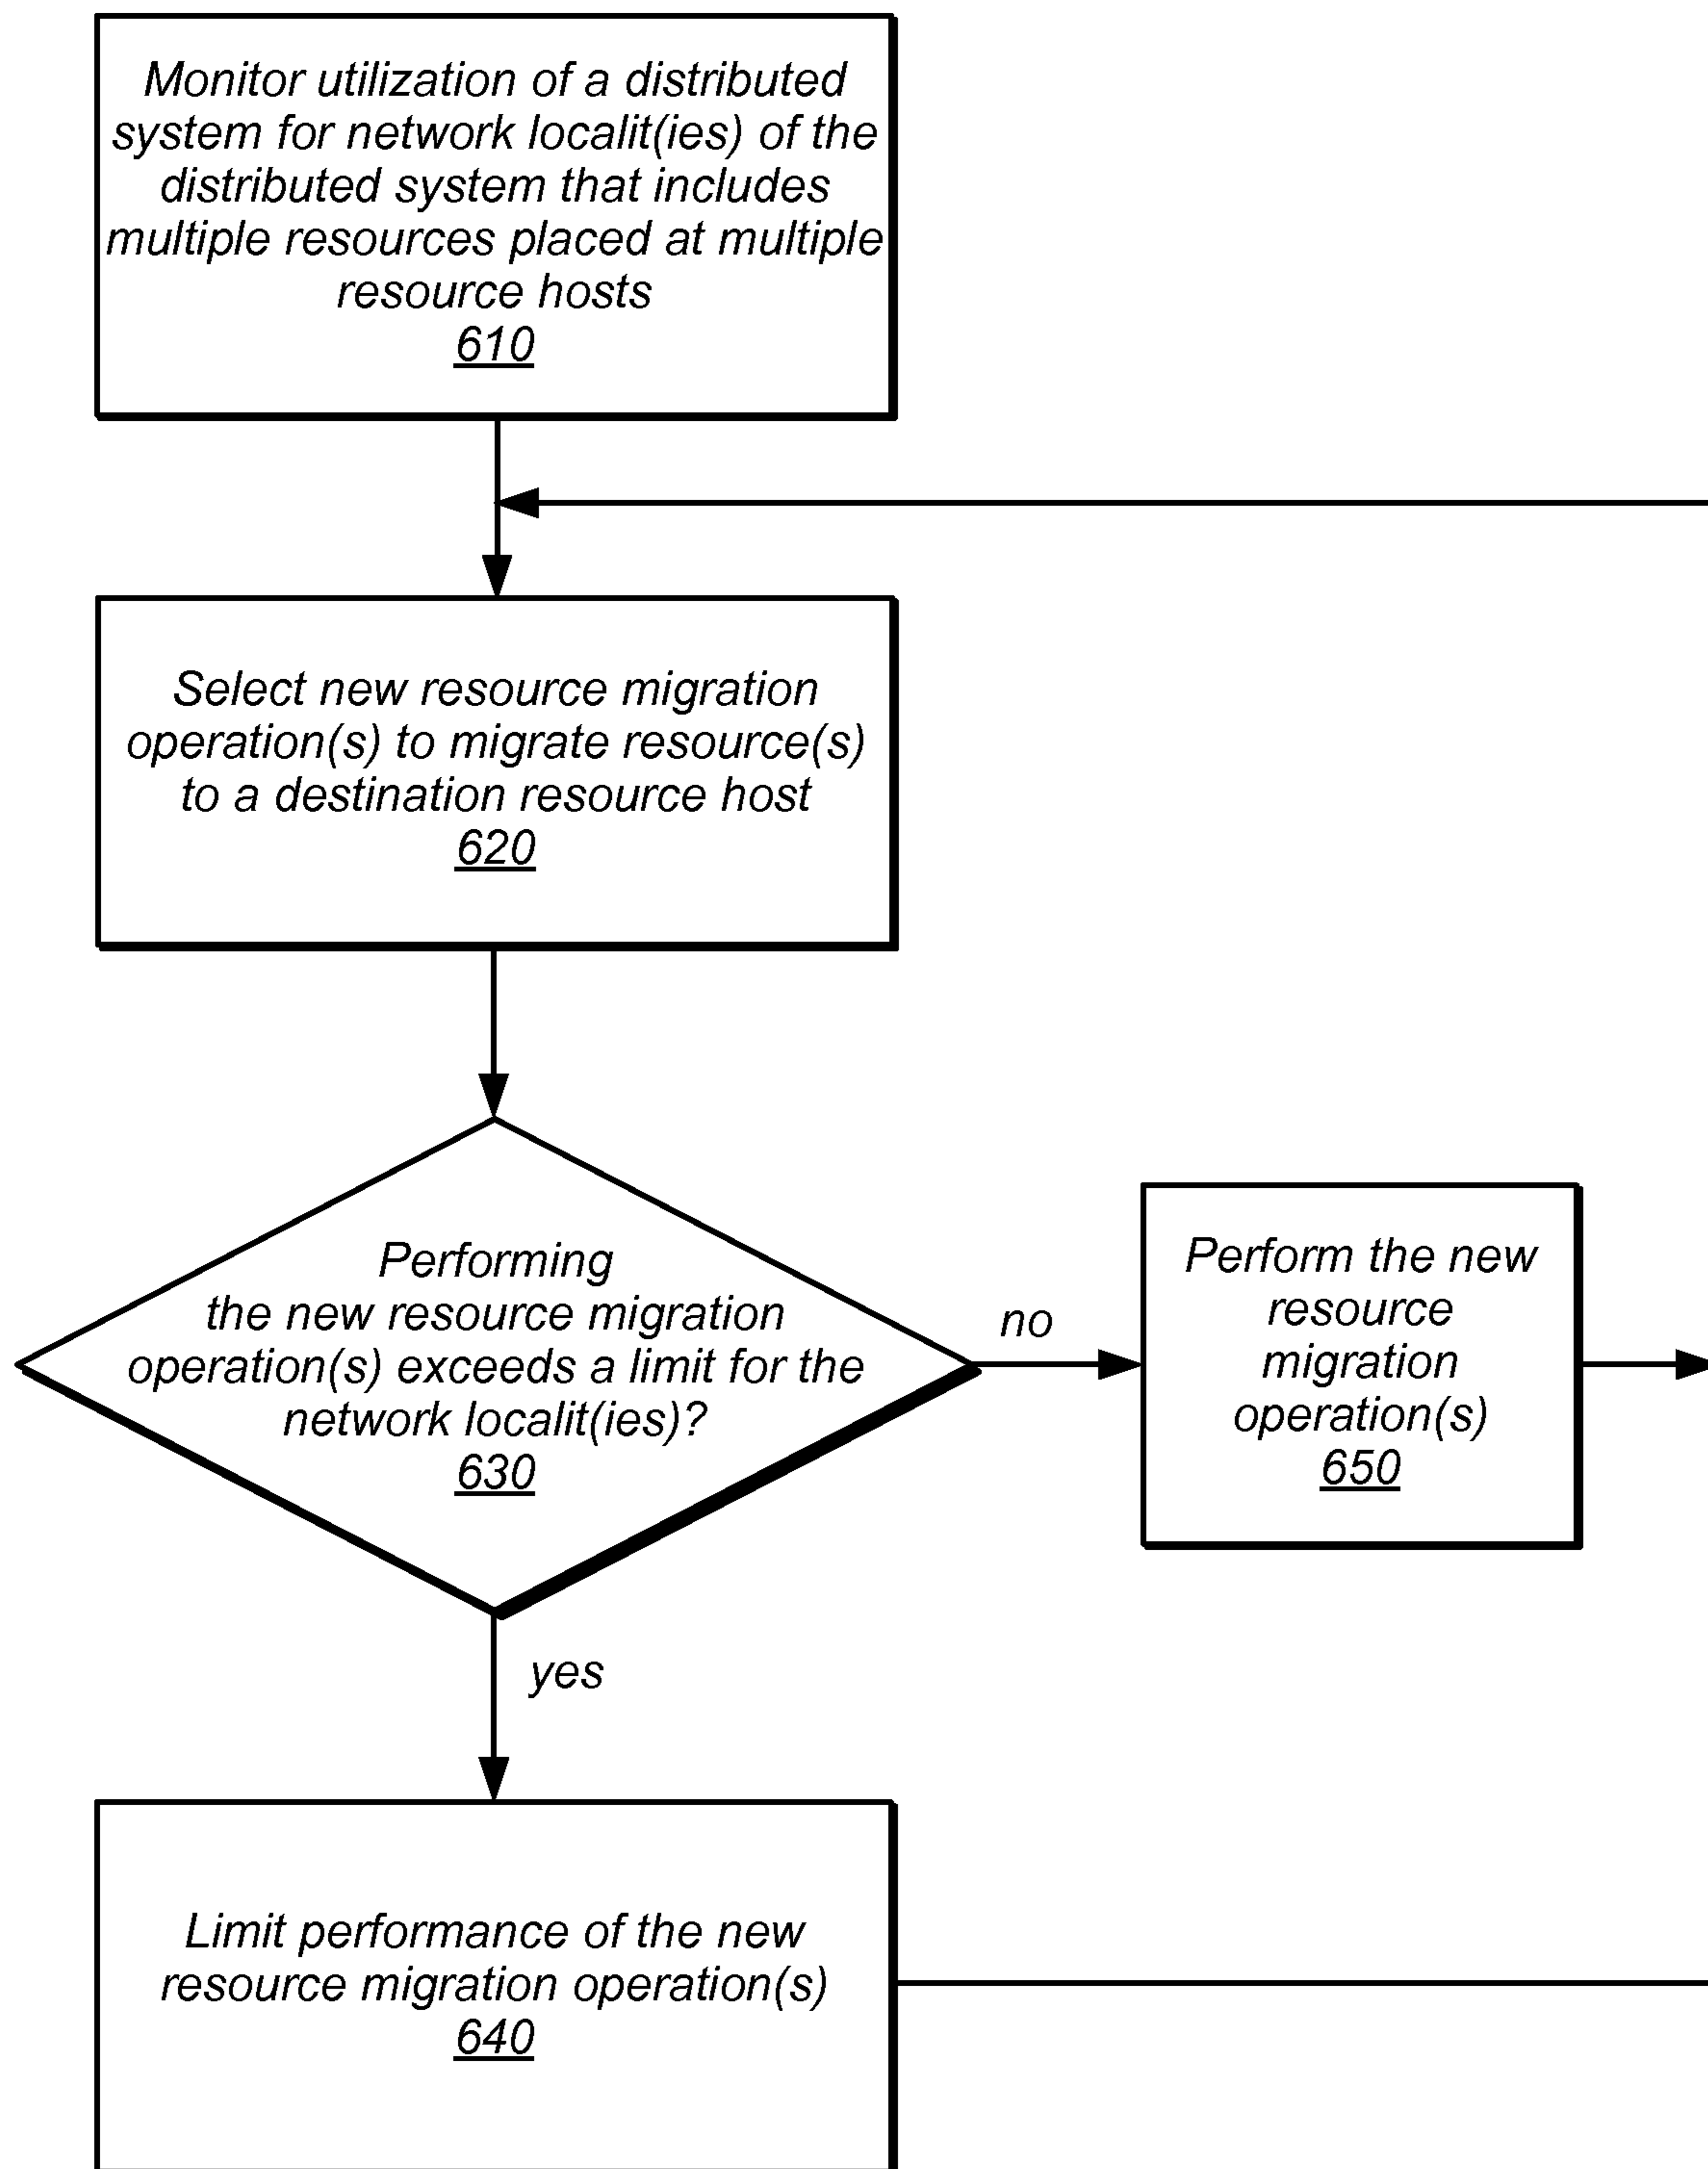 Monitor utilization of a distributed
system for network localit(ies) of the
distributed system that includes
multiple resources placed at multiple
resource hosts
610
Select new resource migration
operation(s) to migrate resource(s)
to a destination resource host
620
Performing
the new resource migration
operation(s) exceeds a limit for the
network localit(ies)?
630
no
Perform the new
resource
migration
operation(s)
650
yes
Limit performance of the new
resource migration operation(s)
640